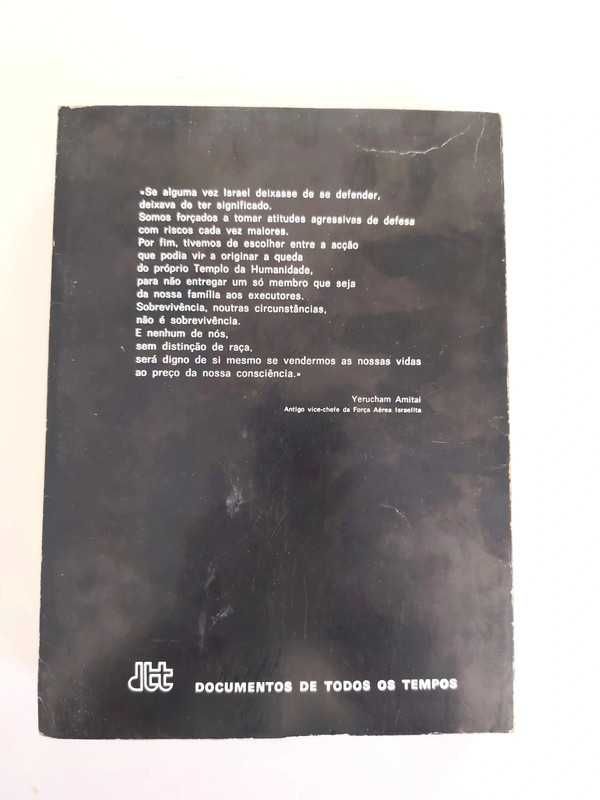 «Se alguma vez Israel deixasse de se defender,
deixava de ter significado.
Somos forçados a tomar atitudes agressivas de defesa
com riscos cada vez maiores.
Por fim, tivemos de escolher entre a acção
que podia vir a originar a queda
do próprio Templo da Humanidade,
para não entregar um só membro que seja
da nossa família aos executores.
Sobrevivência, noutras circunstâncias,
não é sobrevivência.
E nenhum de nós,
sem distinção de raça,
será digno de si mesmo se vendermos as nossas vidas
ao preço da nossa consciência.»
Yerucham Amitai
Antigo vice-chefe da Força Aérea Israelita
dtt DOCUMENTOS DE TODOS OS TEMPOS